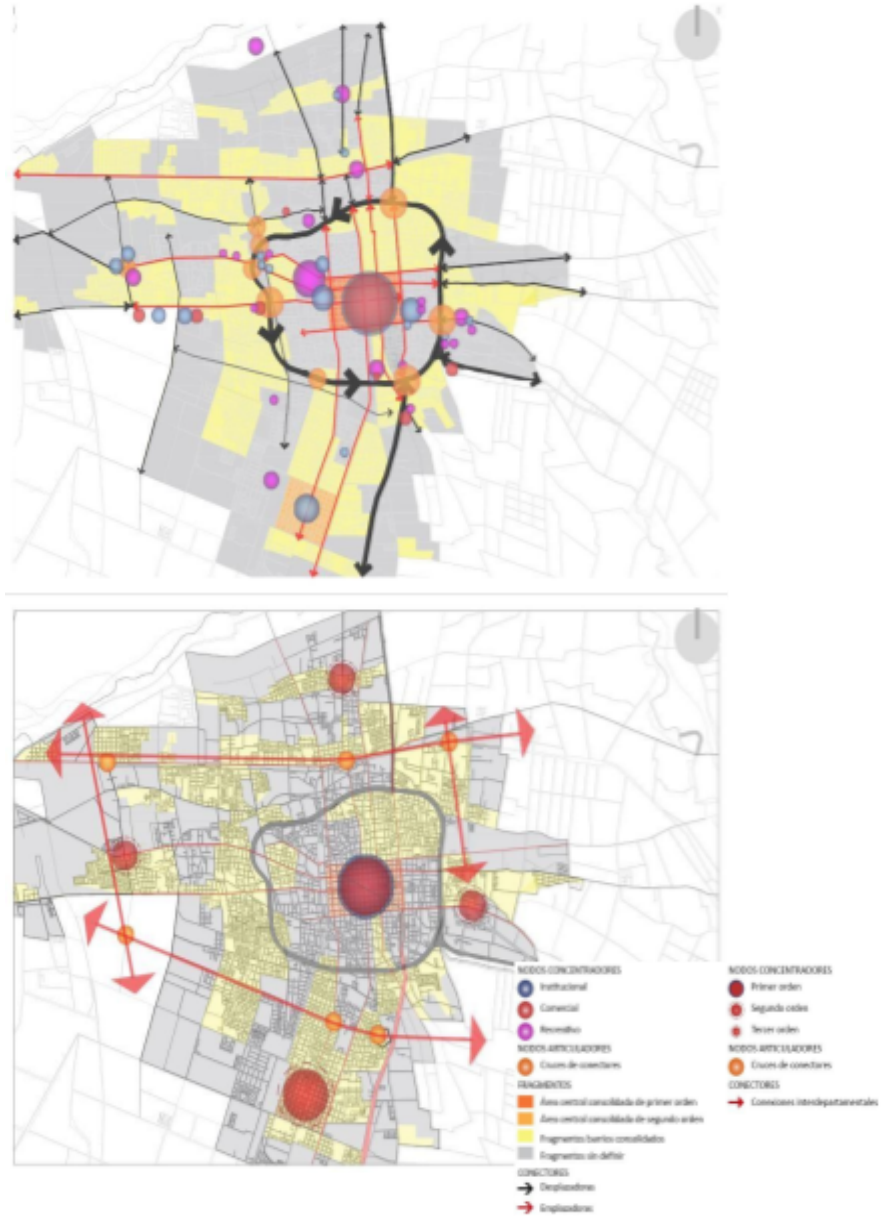 NODOS CONCENTRADORES
Institucional
Comercial
Recreativo
NODOS ARTICULADORES
Cruces de conectores
FRAGMENTOS
Área central consolidada de primer orden
Área central consolidada de segundo orden
Fragmentos barrios consolidados
Fragmentos sin definir
CONECTORES
Desplazadores
Emplazadores
NODOS CONCENTRADORES
Primer orden
Segundo orden
Tercer orden
NODOS ARTICULADORES
Cruces de conectores
CONECTORES
Conexiones interdepartamentales